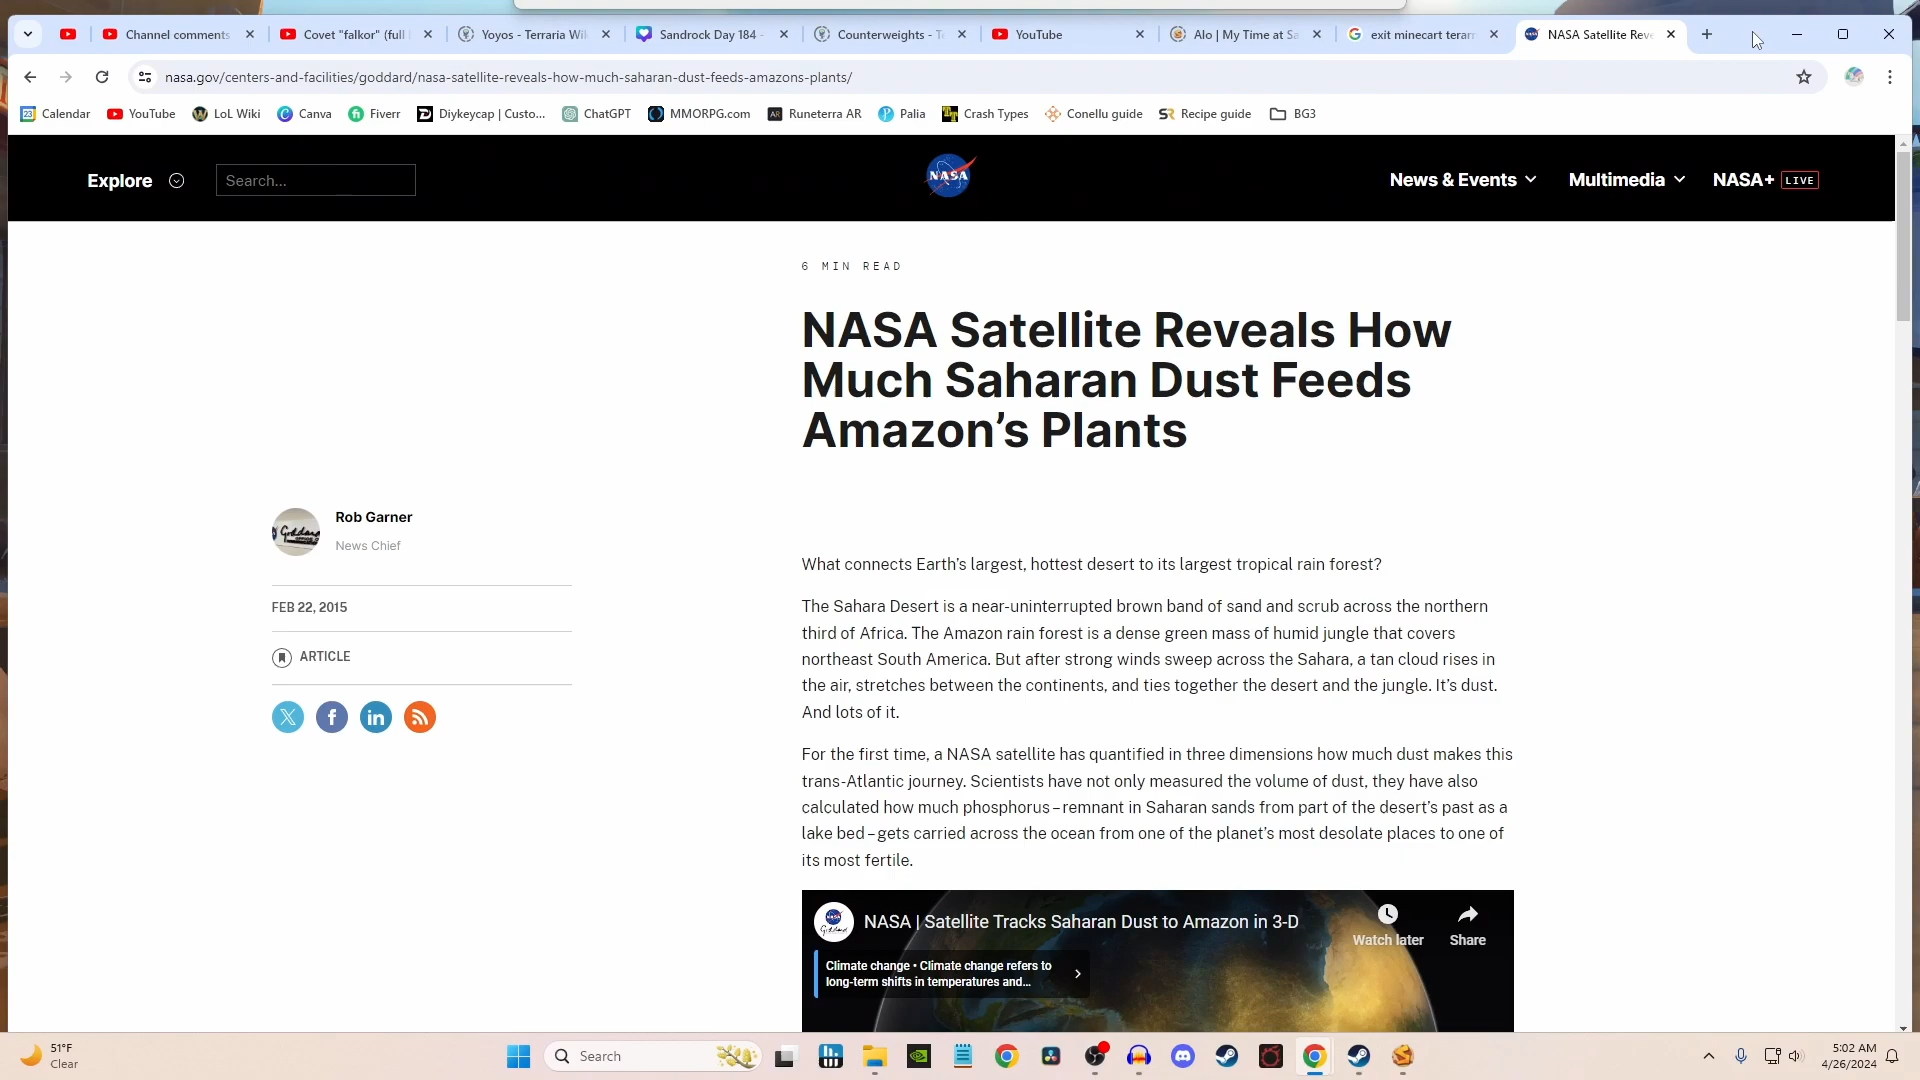 Channel comments
Covet "falkor" (full
Yoyos - Terraria Wi
Sandrock Day 184 -
Counterweights - T
YouTube
Alo | My Time at Sa
exit minecart terar
NASA Satellite Reve
nasa.gov/centers-and-facilities/goddard/nasa-satellite-reveals-how-much-saharan-dust-feeds-amazons-plants/
Calendar
YouTube
LoL Wiki
Canva
Fiverr
Diykeycap | Custo...
ChatGPT
MMORPG.com
Runeterra AR
Palia
Crash Types
Conellu guide
Recipe guide
BG3
Explore
Search...
NASA
News & Events
Multimedia
NASA+ LIVE
6 MIN READ
NASA Satellite Reveals How
Much Saharan Dust Feeds
Amazon’s Plants
Rob Garner
News Chief
FEB 22, 2015
ARTICLE
What connects Earth’s largest, hottest desert to its largest tropical rain forest?
The Sahara Desert is a near-uninterrupted brown band of sand and scrub across the northern
third of Africa. The Amazon rain forest is a dense green mass of humid jungle that covers
northeast South America. But after strong winds sweep across the Sahara, a tan cloud rises in
the air, stretches between the continents, and ties together the desert and the jungle. It’s dust.
And lots of it.
For the first time, a NASA satellite has quantified in three dimensions how much dust makes this
trans-Atlantic journey. Scientists have not only measured the volume of dust, they have also
calculated how much phosphorus – remnant in Saharan sands from part of the desert’s past as a
lake bed – gets carried across the ocean from one of the planet’s most desolate places to one of
its most fertile.
NASA | Satellite Tracks Saharan Dust to Amazon in 3-D
Watch later
Share
Climate change • Climate change refers to
long-term shifts in temperatures and...
51°F
Clear
Search
5:02 AM
4/26/2024